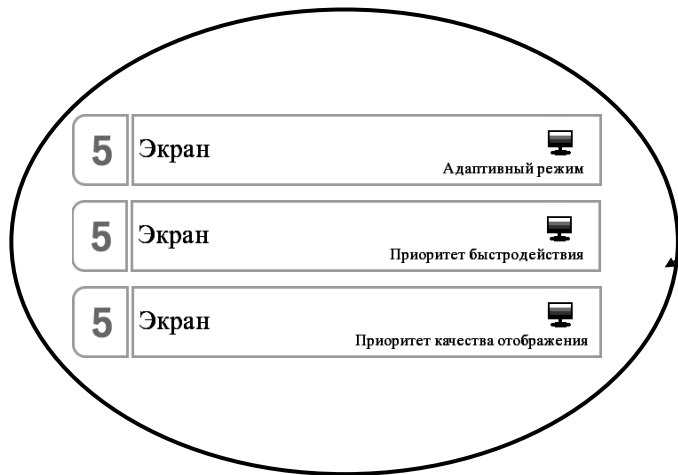 5 Экран
Адаптивный режим
5 Экран
Приоритет быстродействия
5 Экран
Приоритет качества отображения